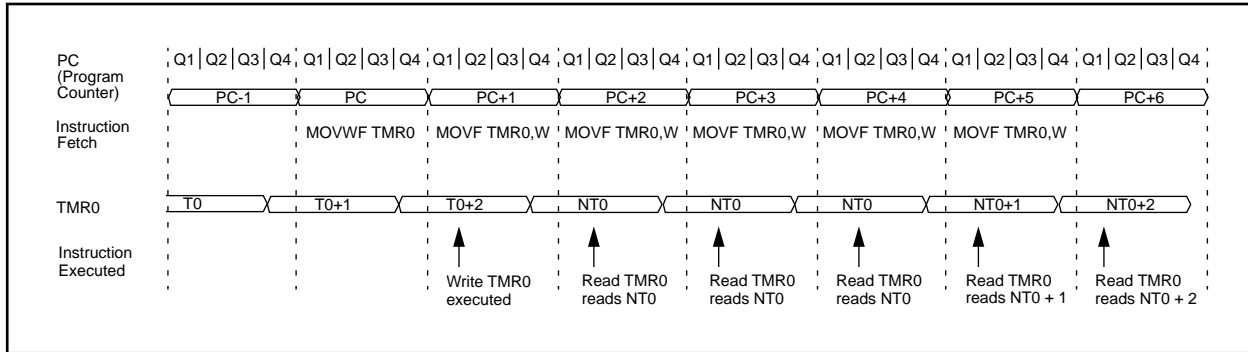 PC
(Program
Counter)
Q1 Q2 Q3 Q4 Q1 Q2 Q3 Q4 Q1 Q2 Q3 Q4 Q1 Q2 Q3 Q4 Q1 Q2 Q3 Q4 Q1 Q2 Q3 Q4 Q1 Q2 Q3 Q4 Q1 Q2 Q3 Q4
PC-1 PC PC+1 PC+2 PC+3 PC+4 PC+5 PC+6
Instruction
Fetch
MOVWF TMR0 MOVF TMR0,W MOVF TMR0,W MOVF TMR0,W MOVF TMR0,W MOVF TMR0,W
TMR0
T0 T0+1 T0+2 NT0 NT0 NT0 NT0+1 NT0+2
Instruction
Executed
Write TMR0
executed
Read TMR0
reads NT0
Read TMR0
reads NT0
Read TMR0
reads NT0
Read TMR0
reads NT0 + 1
Read TMR0
reads NT0 + 2